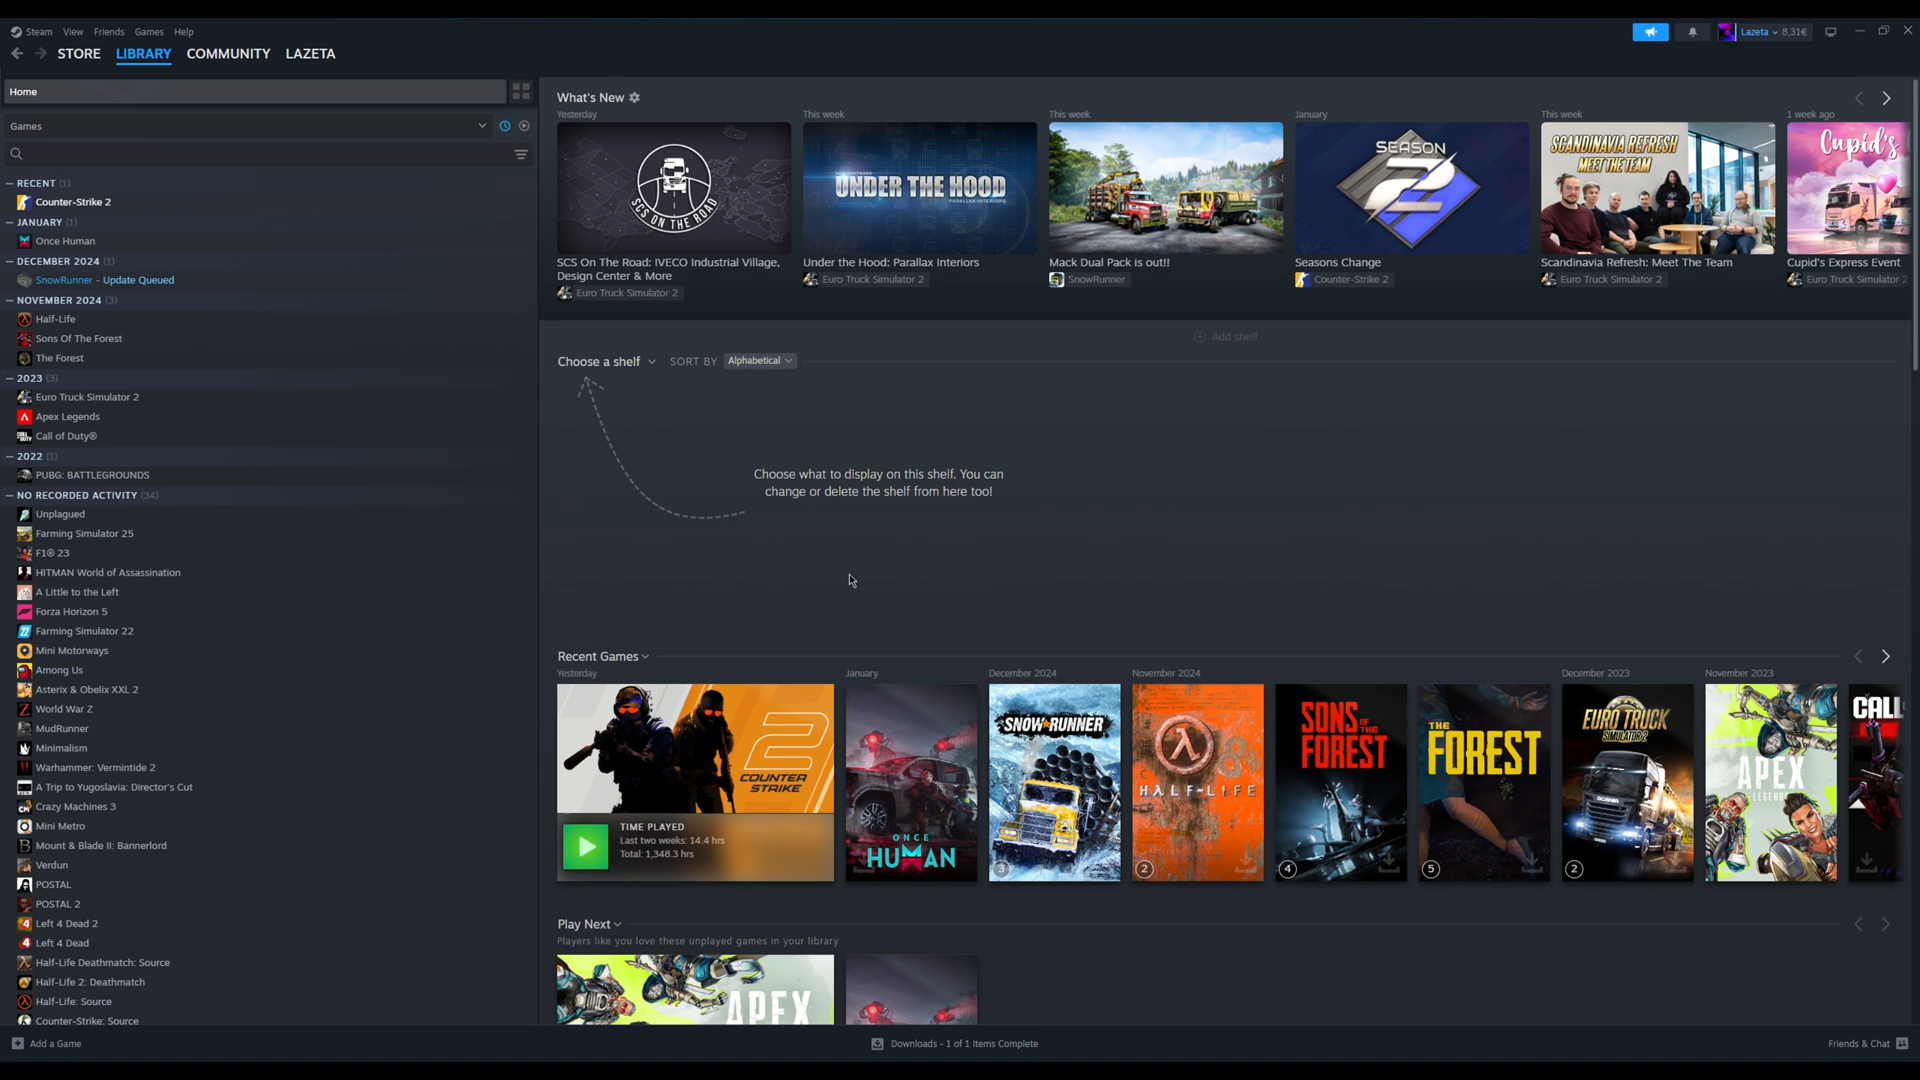 Steam View Friends Games Help
Lazeta 8,31€
STORE LIBRARY COMMUNITY LAZETA
Home
Games
RECENT (1)
Counter-Strike 2
JANUARY (1)
Once Human
DECEMBER 2024 (1)
SnowRunner - Update Queued
NOVEMBER 2024 (3)
Half-Life
Sons Of The Forest
The Forest
2023 (3)
Euro Truck Simulator 2
Apex Legends
Call of Duty®
2022 (1)
PUBG: BATTLEGROUNDS
NO RECORDED ACTIVITY (34)
Unplagued
Farming Simulator 25
F1® 23
HITMAN World of Assassination
A Little to the Left
Forza Horizon 5
Farming Simulator 22
Mini Motorways
Among Us
Asterix & Obelix XXL 2
World War Z
MudRunner
Minimalism
Warhammer: Vermintide 2
A Trip to Yugoslavia: Director's Cut
Crazy Machines 3
Mini Metro
Mount & Blade II: Bannerlord
Verdun
POSTAL
POSTAL 2
Left 4 Dead 2
Left 4 Dead
Half-Life Deathmatch: Source
Half-Life 2: Deathmatch
Half-Life: Source
Counter-Strike: Source
Add a Game
What's New
Yesterday
SCS ON THE ROAD
SCS On The Road: IVECO Industrial Village,
Design Center & More
Euro Truck Simulator 2
This week
UNDER THE HOOD
PARALLAX INTERIORS
Under the Hood: Parallax Interiors
Euro Truck Simulator 2
This week
Mack Dual Pack is out!!
SnowRunner
January
SEASON
2
Seasons Change
Counter-Strike 2
This week
SCANDINAVIA REFRESH
MEET THE TEAM
Scandinavia Refresh: Meet The Team
Euro Truck Simulator 2
1 week ago
Cupid's
Cupid's Express Event
Euro Truck Simulator 2
Add shelf
Choose a shelf SORT BY Alphabetical
Choose what to display on this shelf. You can
change or delete the shelf from here too!
Recent Games
Yesterday
2
COUNTER
STRIKE
TIME PLAYED
Last two weeks: 14.4 hrs
Total: 1,348.3 hrs
January
ONCE
HUMAN
December 2024
SNOWRUNNER
3
November 2024
HALF-LIFE
2
SONS
OF THE
FOREST
4
THE
FOREST
5
December 2023
EURO TRUCK
SIMULATOR 2
SCANIA
2
November 2023
APEX
LEGENDS
CALL
Play Next
Players like you love these unplayed games in your library
APEX
Downloads - 1 of 1 Items Complete
Friends & Chat